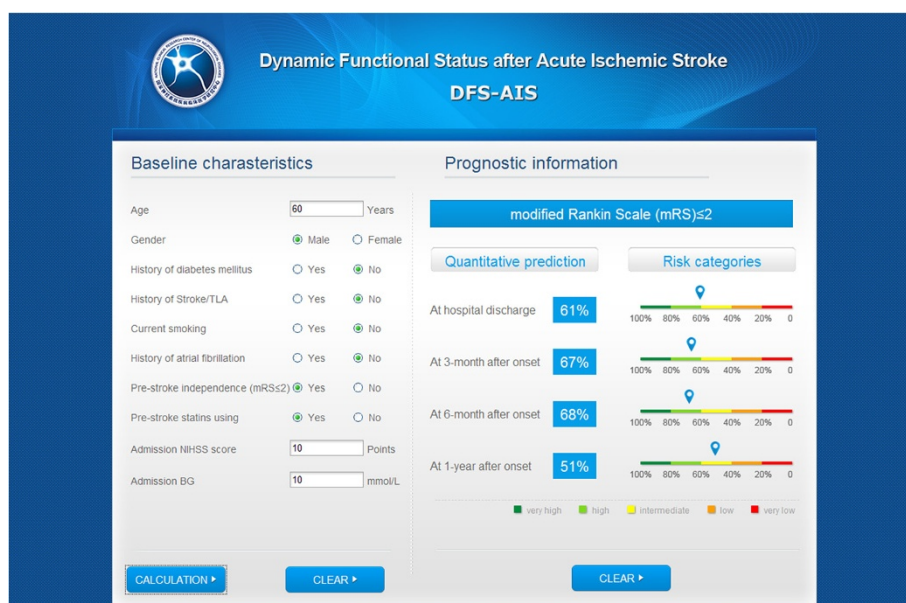 Dynamic Functional Status after Acute Ischemic Stroke
DFS-AIS
Baseline charasteristics
Age 60 Years
Gender Male Female
History of diabetes mellitus Yes No
History of Stroke/TLA Yes No
Current smoking Yes No
History of atrial fibrillation Yes No
Pre-stroke independence (mRS≤2) Yes No
Pre-stroke statins using Yes No
Admission NIHSS score 10 Points
Admission BG 10 mmol/L
CALCULATION CLEAR
Prognostic information
modified Rankin Scale (mRS)≤2
Quantitative prediction Risk categories
At hospital discharge 61% 100% 80% 60% 40% 20% 0
At 3-month after onset 67% 100% 80% 60% 40% 20% 0
At 6-month after onset 68% 100% 80% 60% 40% 20% 0
At 1-year after onset 51% 100% 80% 60% 40% 20% 0
very high high intermediate low very low
CLEAR